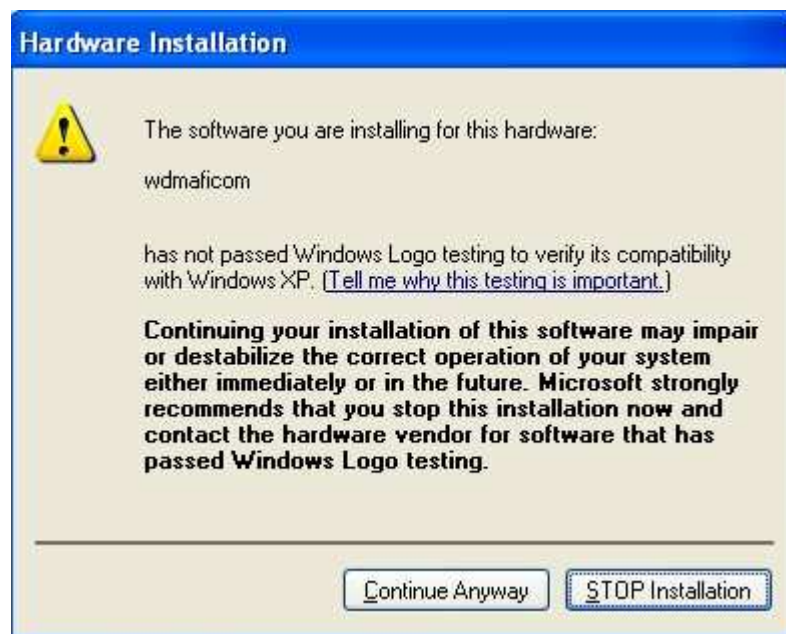 Hardware Installation
The software you are installing for this hardware:
wdmaficom
has not passed Windows Logo testing to verify its compatibility
with Windows XP. (Tell me why this testing is important.)
Continuing your installation of this software may impair
or destabilize the correct operation of your system
either immediately or in the future. Microsoft strongly
recommends that you stop this installation now and
contact the hardware vendor for software that has
passed Windows Logo testing.
Continue Anyway
STOP Installation